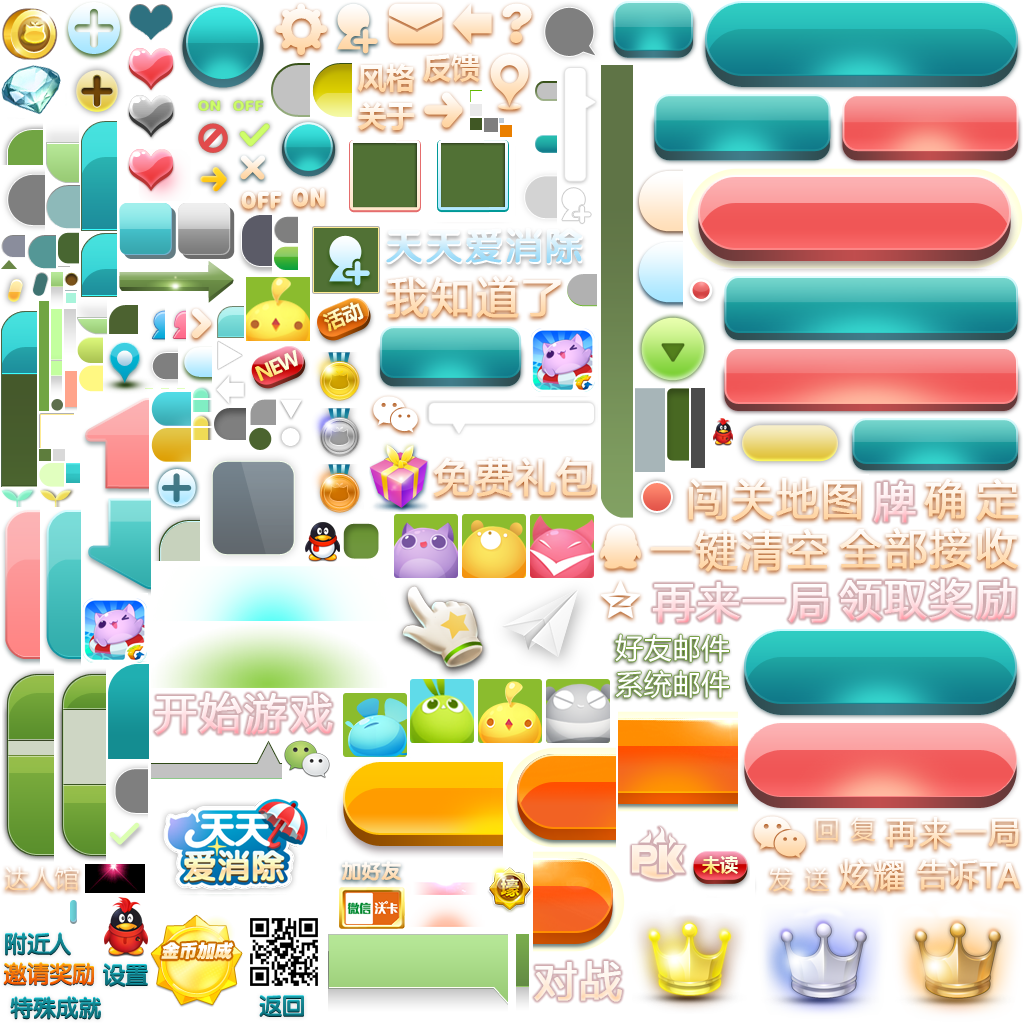 风格
反馈
关于
ON OFF
OFF ON
天天爱消除
我知道了
活动
NEW
免费礼包
闯关地图牌确定
一键清空 全部接收
再来一局 领取奖励
好友邮件
系统邮件
开始游戏
天天
爱消除
加好友
微信 沃卡
壕
PK
未读
回复 再来一局
发送 炫耀 告诉TA
达人馆
附近人
邀请奖励 设置
特殊成就
金币加成
返回
对战